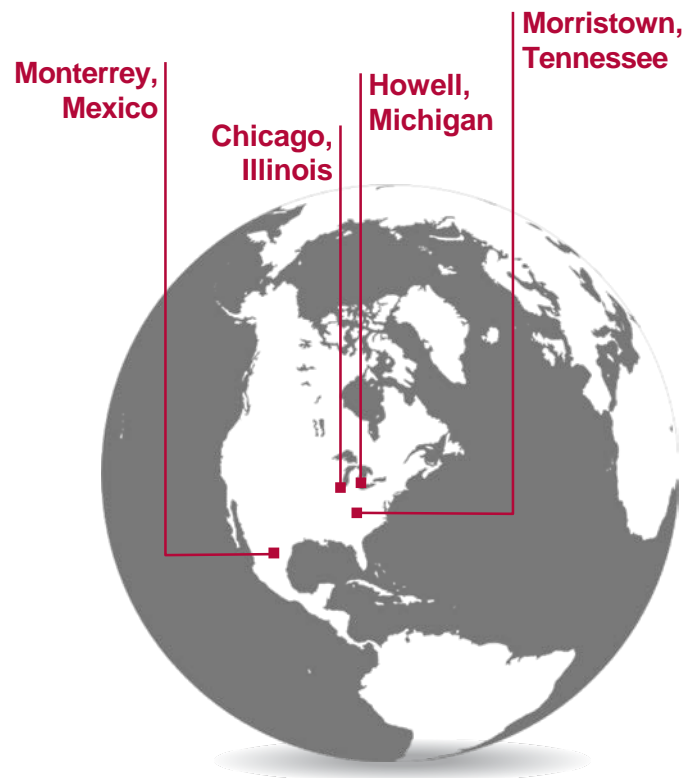 Monterrey,
Mexico
Chicago,
Illinois
Howell,
Michigan
Morristown,
Tennessee